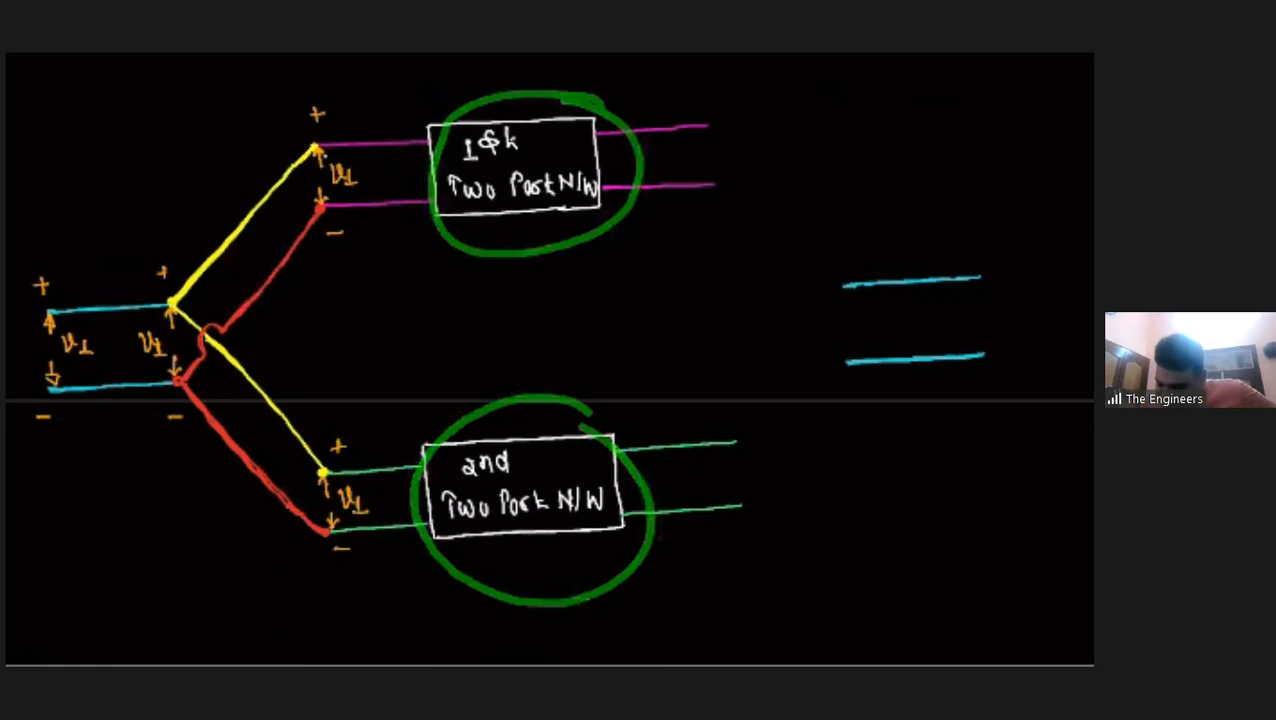 +
1st
Two Port N/W
V1
-
+
+
V1
V1
-
-
The Engineers
+
2nd
Two Port N/W
V1
-